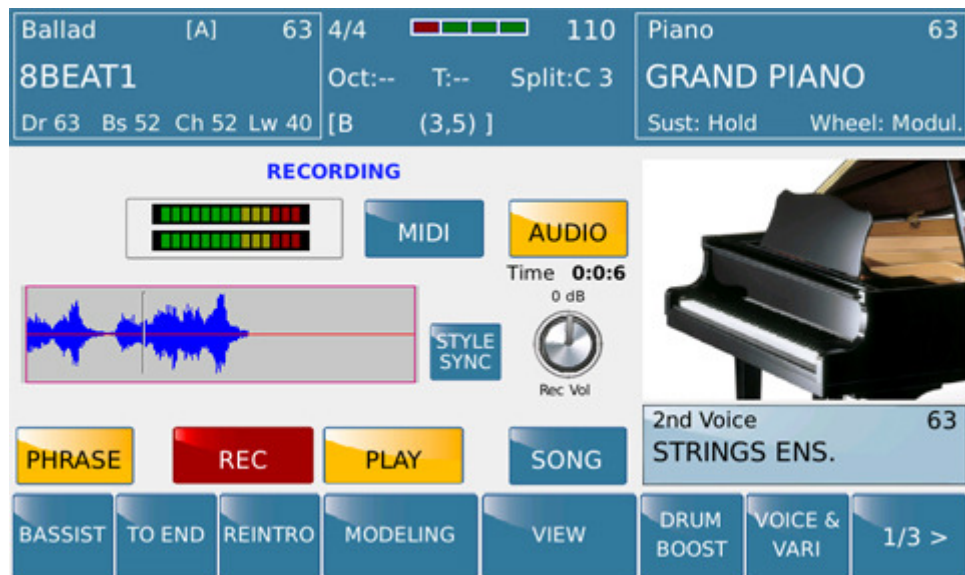 Ballad [A] 63
8BEAT1
Dr 63 Bs 52 Ch 52 Lw 40
4/4 110
Oct:-- T:-- Split:C 3
[B (3,5) ]
Piano 63
GRAND PIANO
Sust: Hold Wheel: Modul.
RECORDING
MIDI AUDIO
Time 0:0:6
0 dB
STYLE
SYNC
Rec Vol
PHRASE REC PLAY SONG
2nd Voice 63
STRINGS ENS.
BASSIST TO END REINTRO MODELING VIEW
DRUM
BOOST
VOICE &
VARI
1/3 >